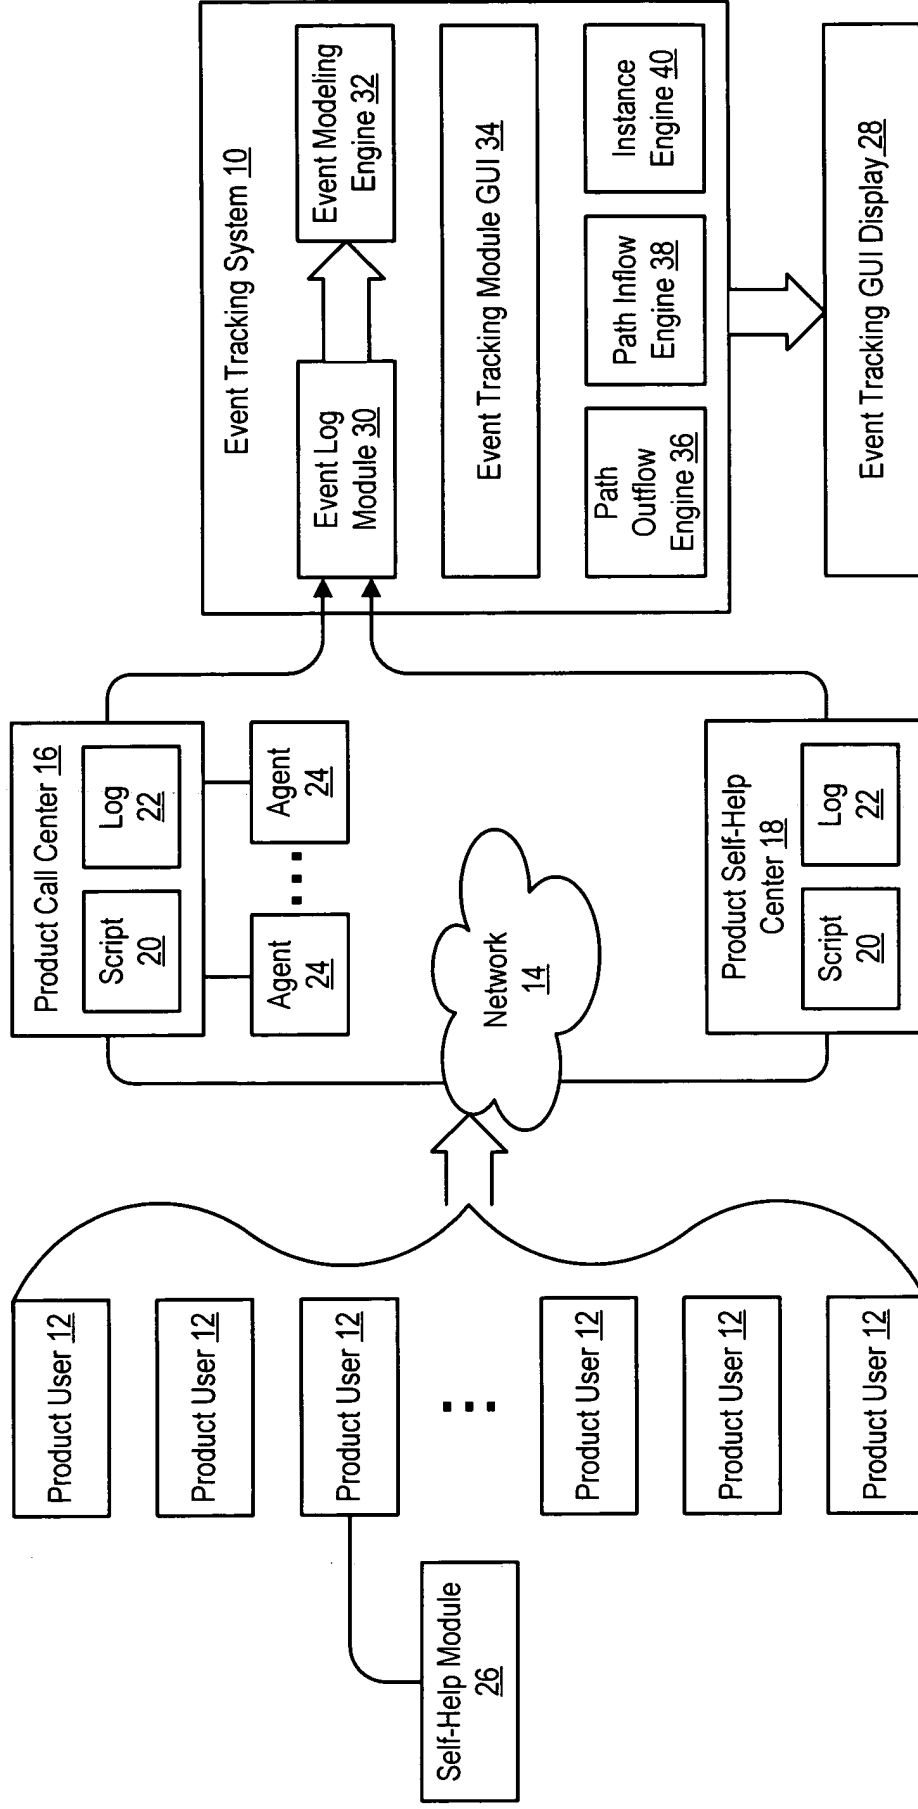 Self-Help Module
26
Product User 12
Product User 12
Product User 12
Product User 12
Product User 12
Product User 12
Network
14
Product Call Center 16
Script
20
Log
22
Agent
24
Agent
24
Product Self-Help
Center 18
Script
20
Log
22
Event Tracking System 10
Event Log
Module 30
Event Modeling
Engine 32
Event Tracking Module GUI 34
Path
Outflow
Engine 36
Path Inflow
Engine 38
Instance
Engine 40
Event Tracking GUI Display 28